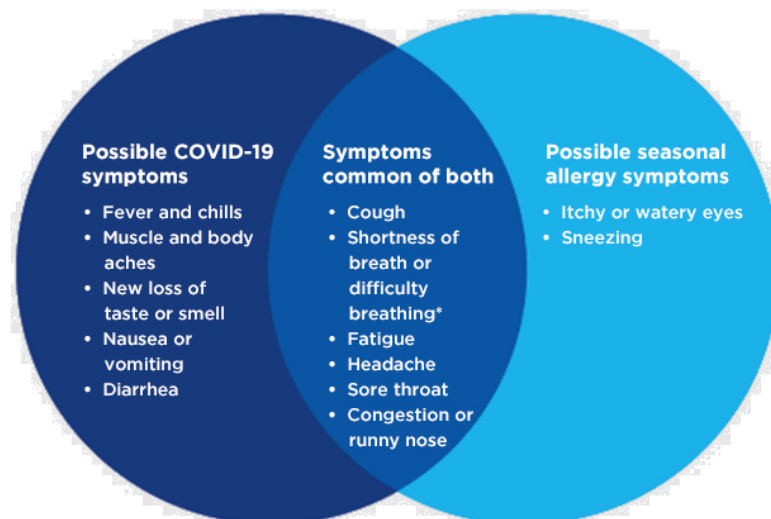 Possible COVID-19
symptoms
• Fever and chills
• Muscle and body
aches
• New loss of
taste or smell
• Nausea or
vomiting
• Diarrhea
Symptoms
common of both
• Cough
• Shortness of
breath or
difficulty
breathing*
• Fatigue
• Headache
• Sore throat
• Congestion or
runny nose
Possible seasonal
allergy symptoms
• Itchy or watery eyes
• Sneezing